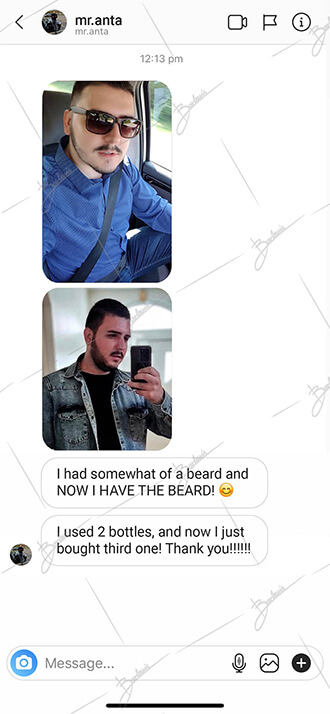 mr.anta
mr.anta
12:13 pm
I had somewhat of a beard and
NOW I HAVE THE BEARD! 😊
I used 2 bottles, and now I just
bought third one! Thank you!!!!!!
Message...